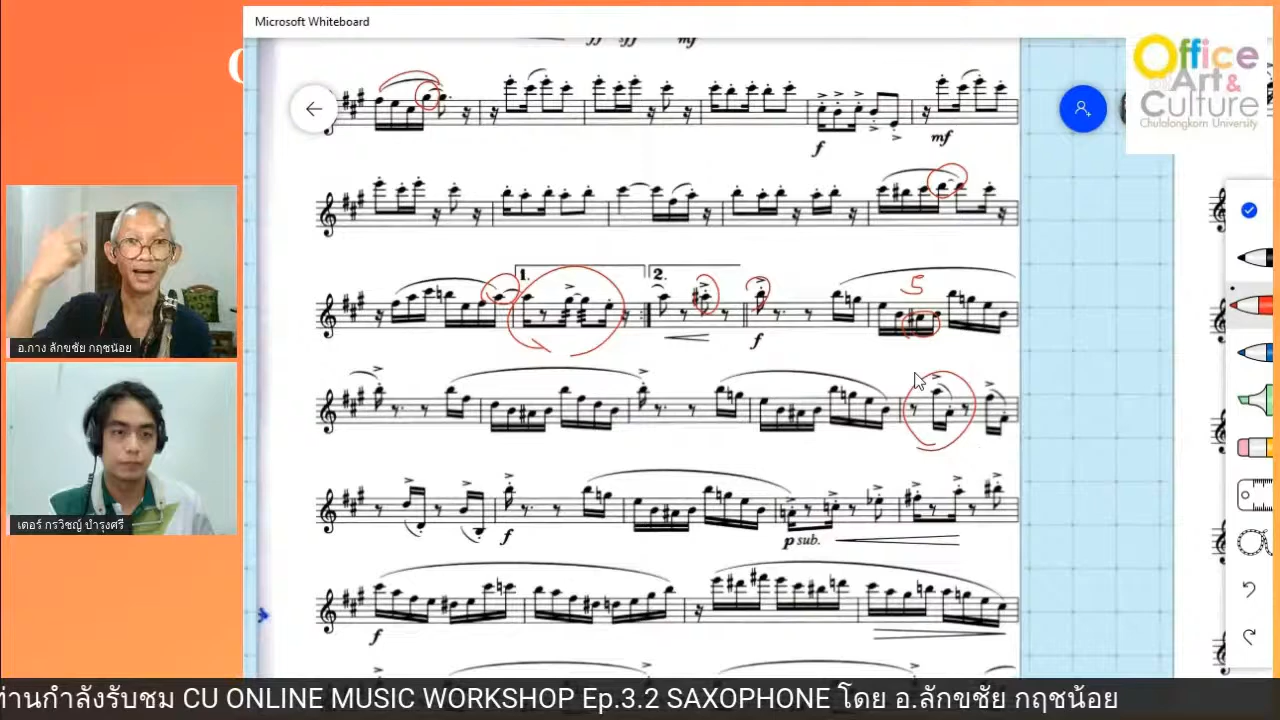 Microsoft Whiteboard
Office
of Art &
Culture
Chulalongkorn University
mf
f
mf
1.
2.
5
f
f
p sub.
f
อ.กาง ลักขชัย กฤชน้อย
เตอร์ กรวิชญ์ บำรุงศรี
ท่านกำลังรับชม CU ONLINE MUSIC WORKSHOP Ep.3.2 SAXOPHONE โดย อ.ลักขชัย กฤชน้อย